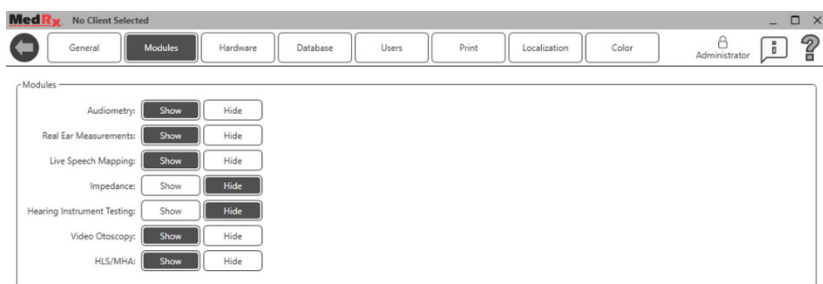 MedRx No Client Selected
General Modules Hardware Database Users Print Localization Color Administrator
Modules
Audiometry: Show Hide
Real Ear Measurements: Show Hide
Live Speech Mapping: Show Hide
Impedance: Show Hide
Hearing Instrument Testing: Show Hide
Video Otoscopy: Show Hide
HLS/MHA: Show Hide